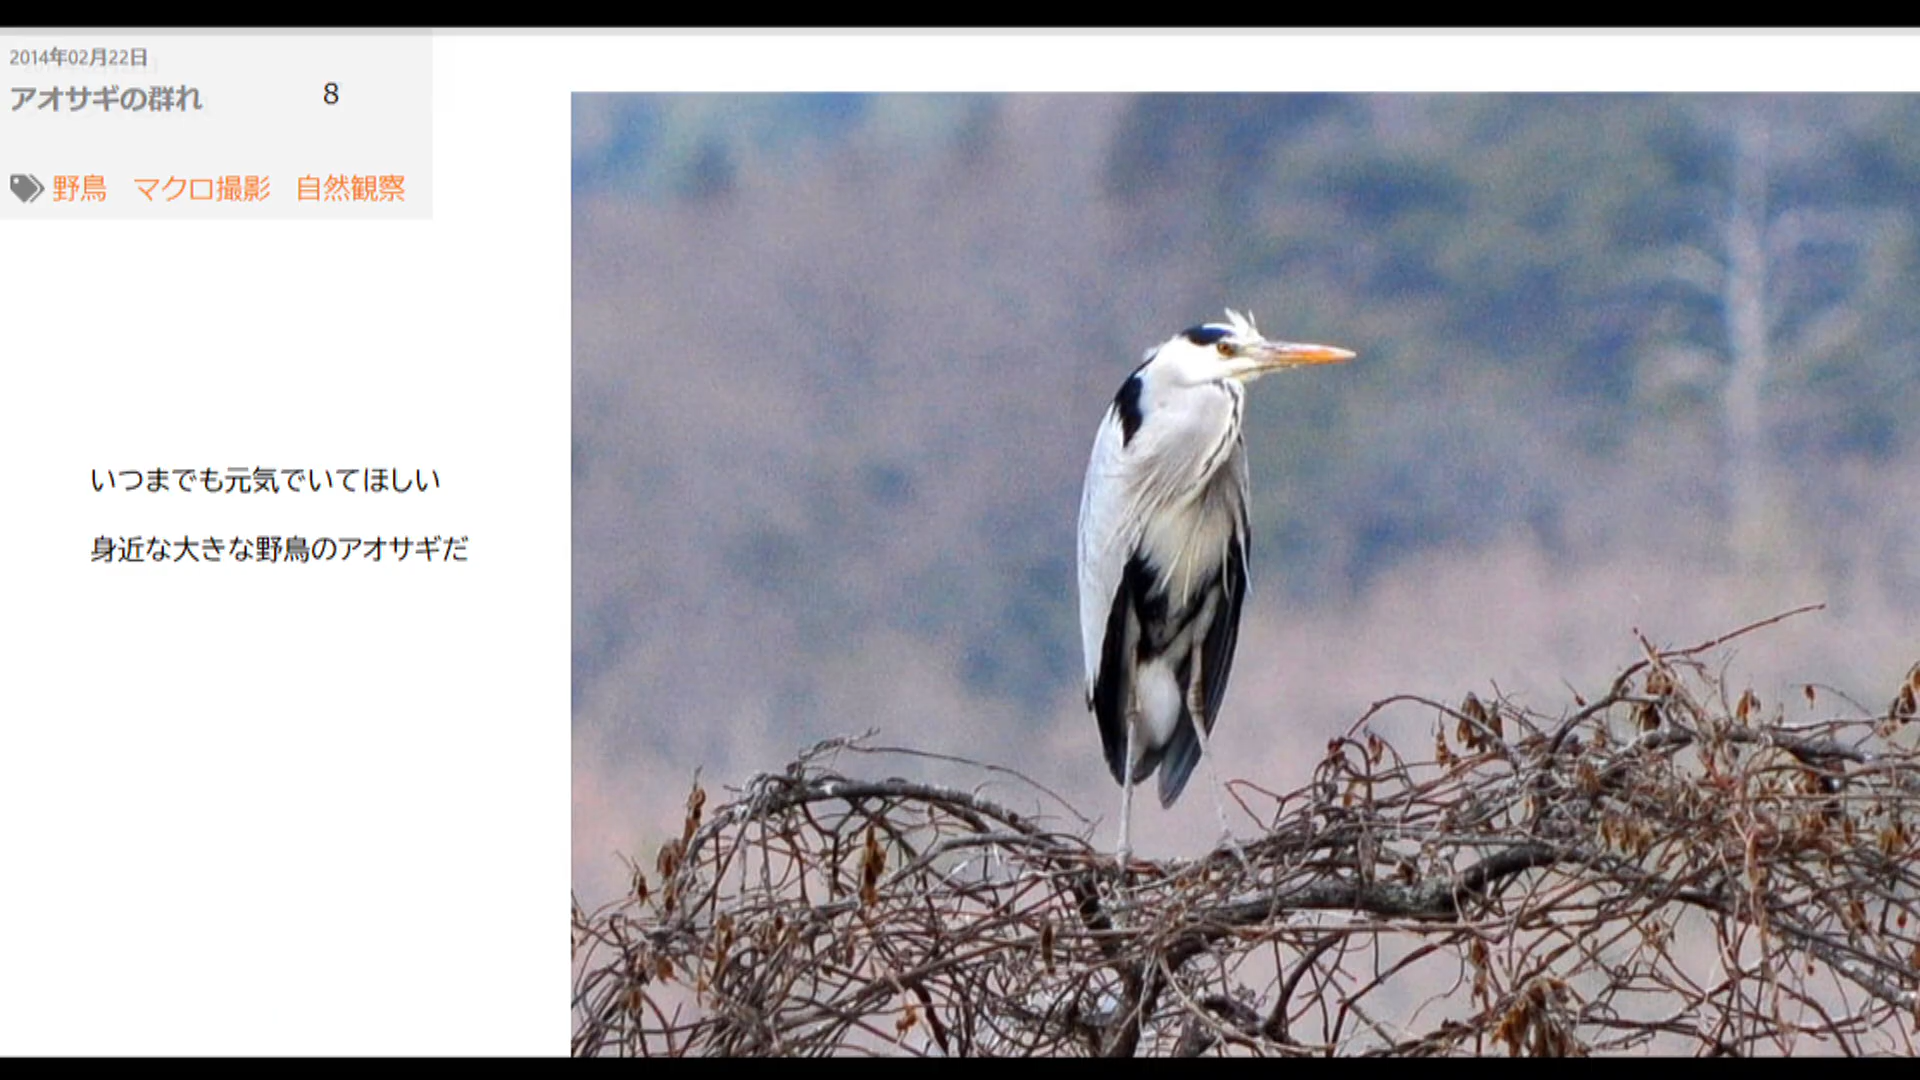 2014年02月22日
アオサギの群れ 8
野鳥 マクロ撮影 自然観察
いつまでも元気でいてほしい
身近な大きな野鳥のアオサギだ